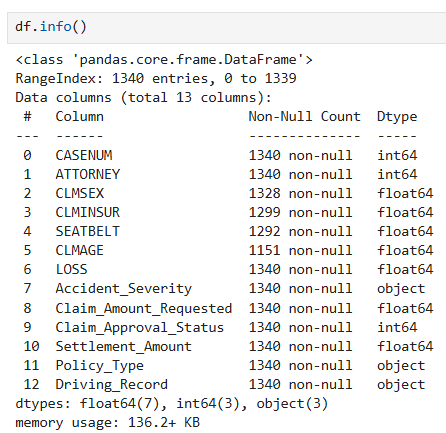 df.info()
<class 'pandas.core.frame.DataFrame'>
RangeIndex: 1340 entries, 0 to 1339
Data columns (total 13 columns):
 #   Column                  Non-Null Count  Dtype
---  ------                  --------------  -----
 0   CASENUM                 1340 non-null   int64
 1   ATTORNEY                1340 non-null   int64
 2   CLMSEX                  1328 non-null   float64
 3   CLMINSUR                1299 non-null   float64
 4   SEATBELT                1292 non-null   float64
 5   CLMAGE                  1151 non-null   float64
 6   LOSS                    1340 non-null   float64
 7   Accident_Severity       1340 non-null   object
 8   Claim_Amount_Requested  1340 non-null   float64
 9   Claim_Approval_Status   1340 non-null   int64
 10  Settlement_Amount       1340 non-null   float64
 11  Policy_Type             1340 non-null   object
 12  Driving_Record          1340 non-null   object
dtypes: float64(7), int64(3), object(3)
memory usage: 136.2+ KB